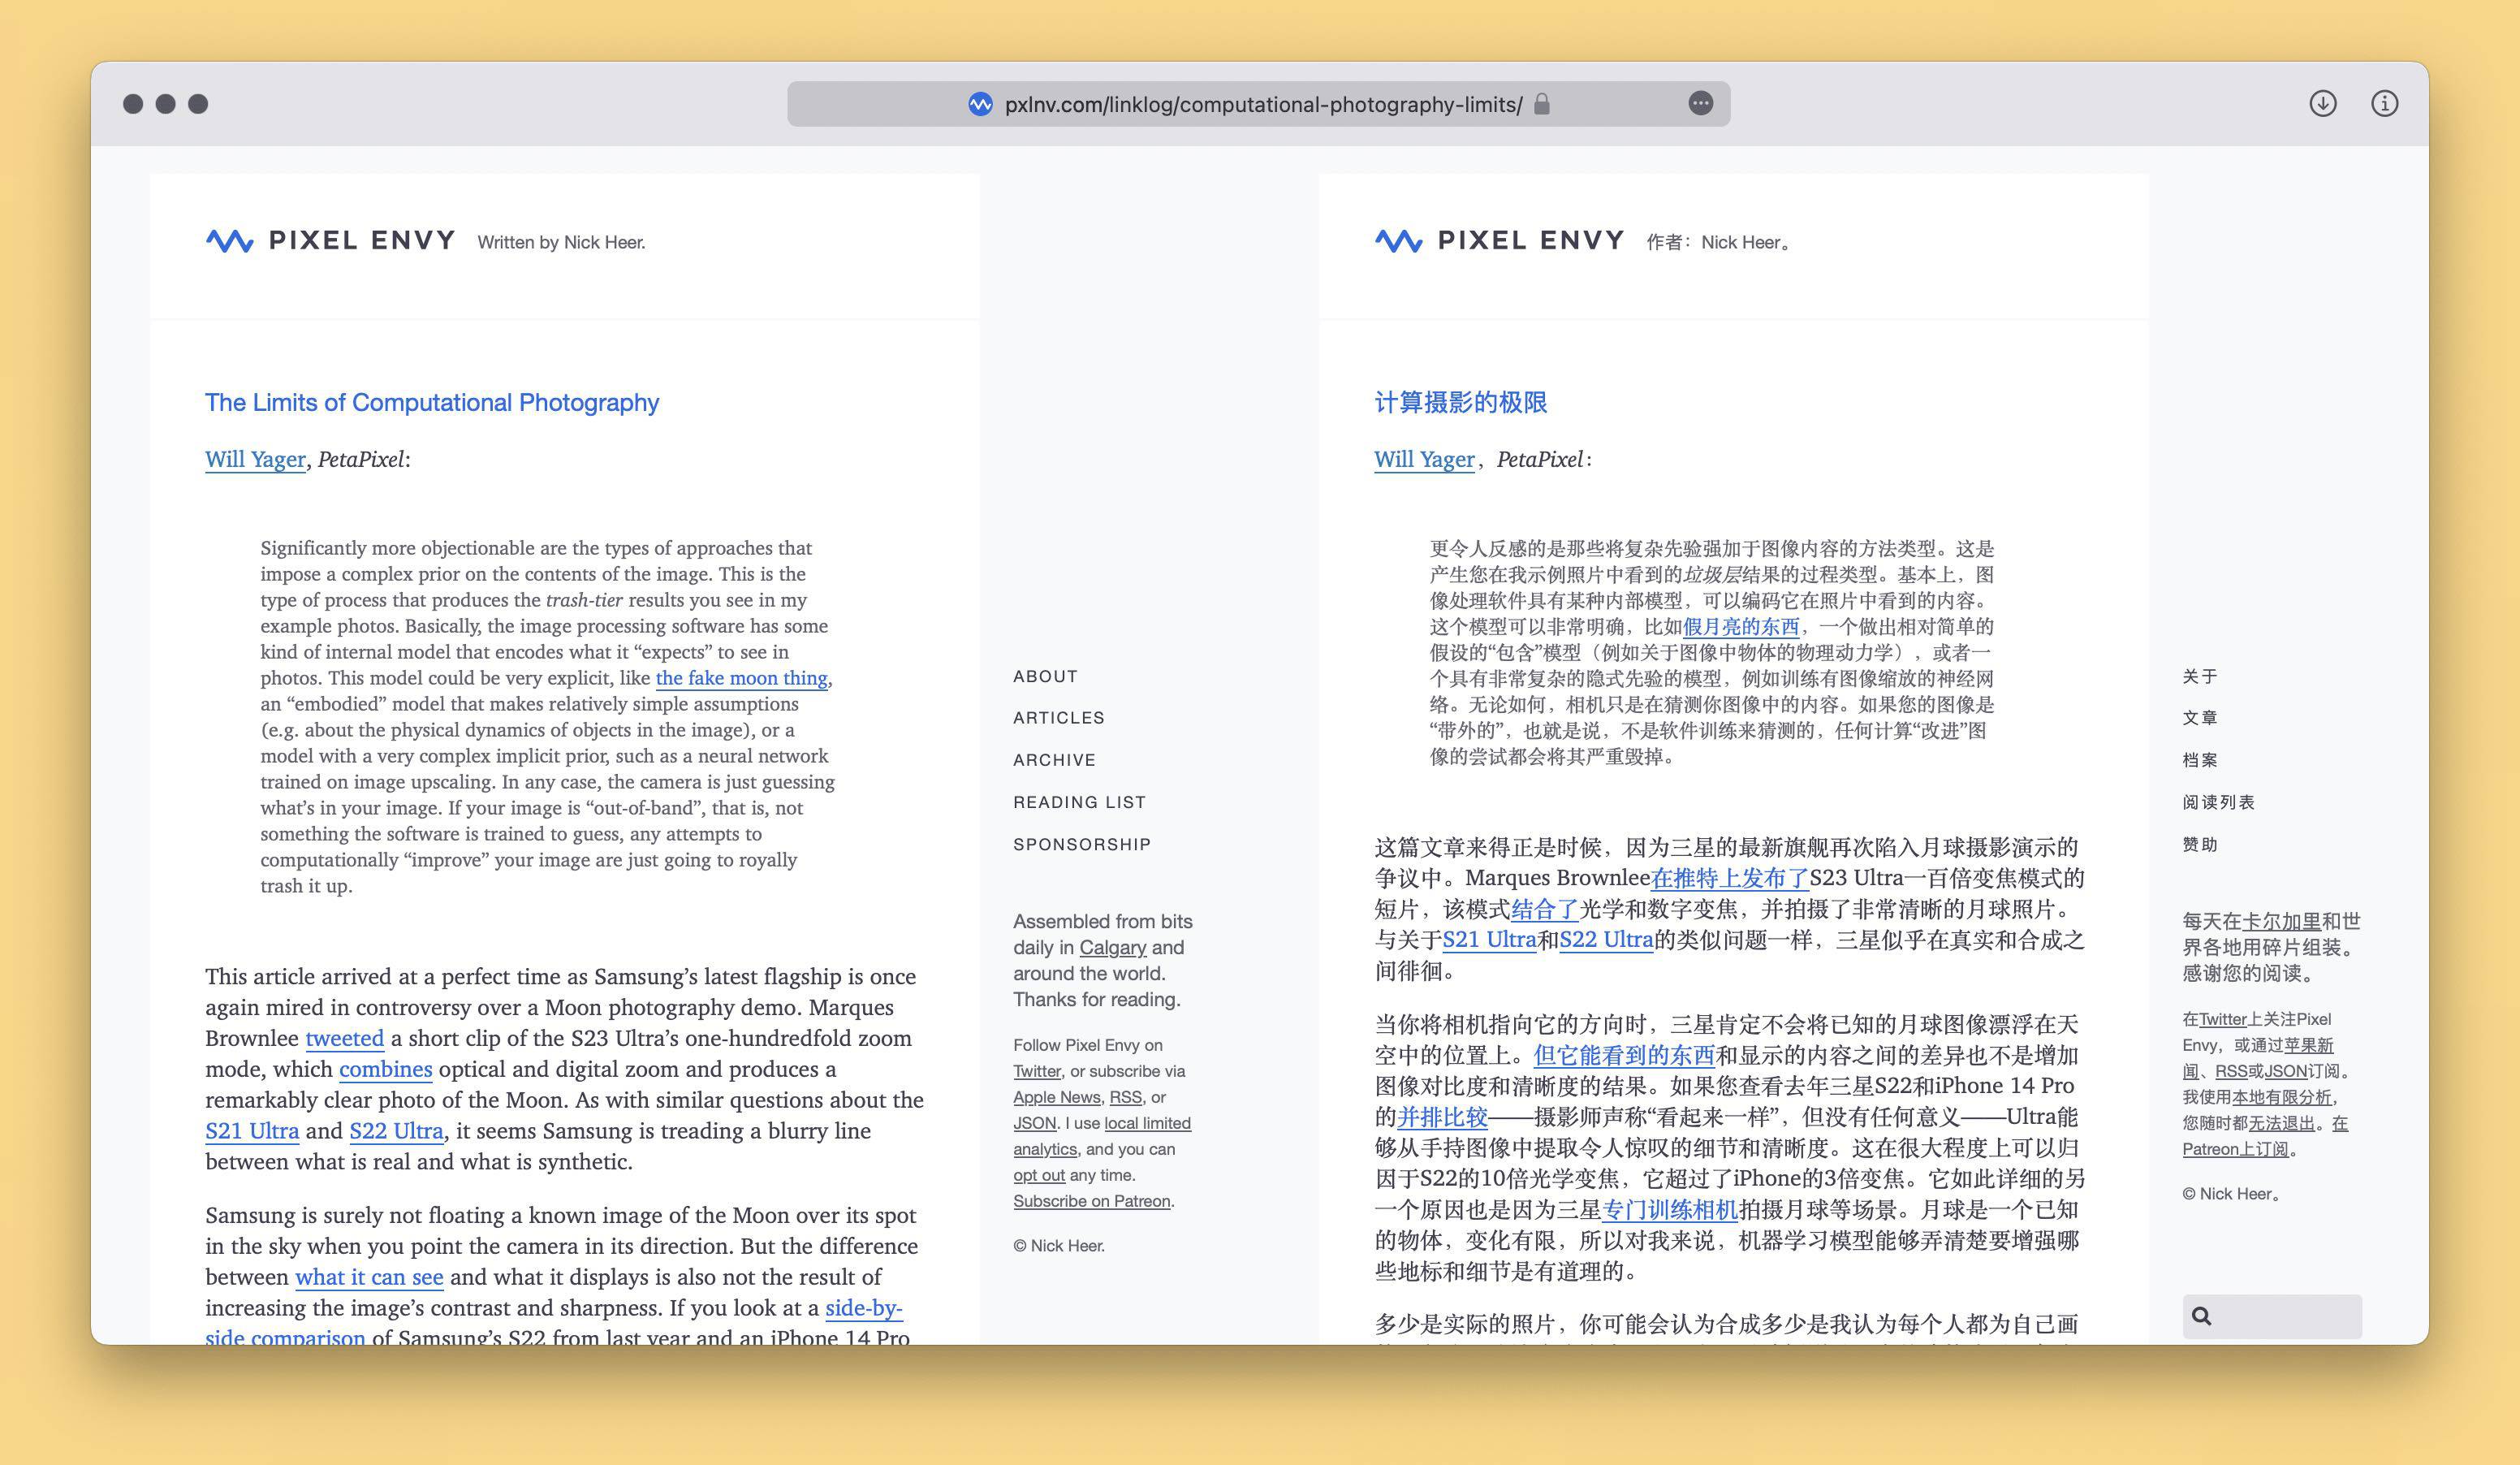 pxlnv.com/linklog/computational-photography-limits/
PIXEL ENVY Written by Nick Heer.
The Limits of Computational Photography
Will Yager, PetaPixel:
Significantly more objectionable are the types of approaches that
impose a complex prior on the contents of the image. This is the
type of process that produces the trash-tier results you see in my
example photos. Basically, the image processing software has some
kind of internal model that encodes what it “expects” to see in
photos. This model could be very explicit, like the fake moon thing,
an “embodied” model that makes relatively simple assumptions
(e.g. about the physical dynamics of objects in the image), or a
model with a very complex implicit prior, such as a neural network
trained on image upscaling. In any case, the camera is just guessing
what’s in your image. If your image is “out-of-band”, that is, not
something the software is trained to guess, any attempts to
computationally “improve” your image are just going to royally
trash it up.
This article arrived at a perfect time as Samsung’s latest flagship is once
again mired in controversy over a Moon photography demo. Marques
Brownlee tweeted a short clip of the S23 Ultra’s one-hundredfold zoom
mode, which combines optical and digital zoom and produces a
remarkably clear photo of the Moon. As with similar questions about the
S21 Ultra and S22 Ultra, it seems Samsung is treading a blurry line
between what is real and what is synthetic.
Samsung is surely not floating a known image of the Moon over its spot
in the sky when you point the camera in its direction. But the difference
between what it can see and what it displays is also not the result of
increasing the image’s contrast and sharpness. If you look at a side-by-
side comparison of Samsung’s S22 from last year and an iPhone 14 Pro
ABOUT
ARTICLES
ARCHIVE
READING LIST
SPONSORSHIP
Assembled from bits
daily in Calgary and
around the world.
Thanks for reading.
Follow Pixel Envy on
Twitter, or subscribe via
Apple News, RSS, or
JSON. I use local limited
analytics, and you can
opt out any time.
Subscribe on Patreon.
© Nick Heer.
PIXEL ENVY 作者：Nick Heer。
计算摄影的极限
Will Yager，PetaPixel：
更令人反感的是那些将复杂先验强加于图像内容的方法类型。这是
产生您在我示例照片中看到的垃圾层结果的过程类型。基本上，图
像处理软件具有某种内部模型，可以编码它在照片中看到的内容。
这个模型可以非常明确，比如假月亮的东西，一个做出相对简单的
假设的“包含”模型（例如关于图像中物体的物理动力学），或者一
个具有非常复杂的隐式先验的模型，例如训练有图像缩放的神经网
络。无论如何，相机只是在猜测你图像中的内容。如果您的图像是
“带外的”，也就是说，不是软件训练来猜测的，任何计算“改进”图
像的尝试都会将其严重毁掉。
这篇文章来得正是时候，因为三星的最新旗舰再次陷入月球摄影演示的
争议中。Marques Brownlee在推特上发布了S23 Ultra一百倍变焦模式的
短片，该模式结合了光学和数字变焦，并拍摄了非常清晰的月球照片。
与关于S21 Ultra和S22 Ultra的类似问题一样，三星似乎在真实和合成之
间徘徊。
当你将相机指向它的方向时，三星肯定不会将已知的月球图像漂浮在天
空中的位置上。但它能看到的东西和显示的内容之间的差异也不是增加
图像对比度和清晰度的结果。如果您查看去年三星S22和iPhone 14 Pro
的并排比较——摄影师声称“看起来一样”，但没有任何意义——Ultra能
够从手持图像中提取令人惊叹的细节和清晰度。这在很大程度上可以归
因于S22的10倍光学变焦，它超过了iPhone的3倍变焦。它如此详细的另
一个原因也是因为三星专门训练相机拍摄月球等场景。月球是一个已知
的物体，变化有限，所以对我来说，机器学习模型能够弄清楚要增强哪
些地标和细节是有道理的。
多少是实际的照片，你可能会认为合成多少是我认为每个人都为自己画
关于
文章
档案
阅读列表
赞助
每天在卡尔加里和世
界各地用碎片组装。
感谢您的阅读。
在Twitter上关注Pixel
Envy，或通过苹果新
闻、RSS或JSON订阅。
我使用本地有限分析，
您随时都无法退出。在
Patreon上订阅。
© Nick Heer。